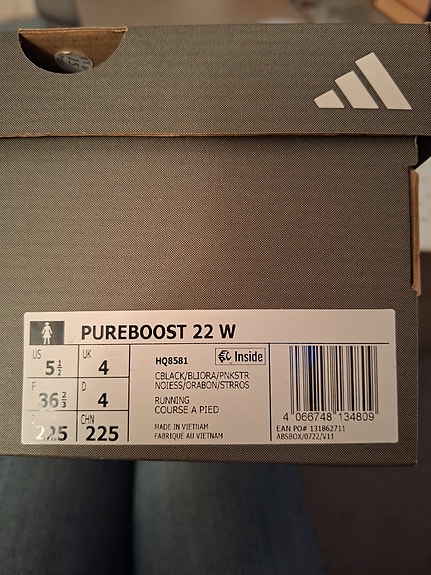 PUREBOOST 22 W
US
5 1/2
UK
4
F
36 2/3
D
4
225
CHN
225
HQ8581
Inside
CBLACK/BLIORA/PNKSTR
NOIESS/ORABON/STRROS
RUNNING
COURSE A PIED
MADE IN VIETNAM
FABRIQUE AU VIETNAM
4 066748 134809
EAN PO# 131862711
ABSBOX/0722/V11